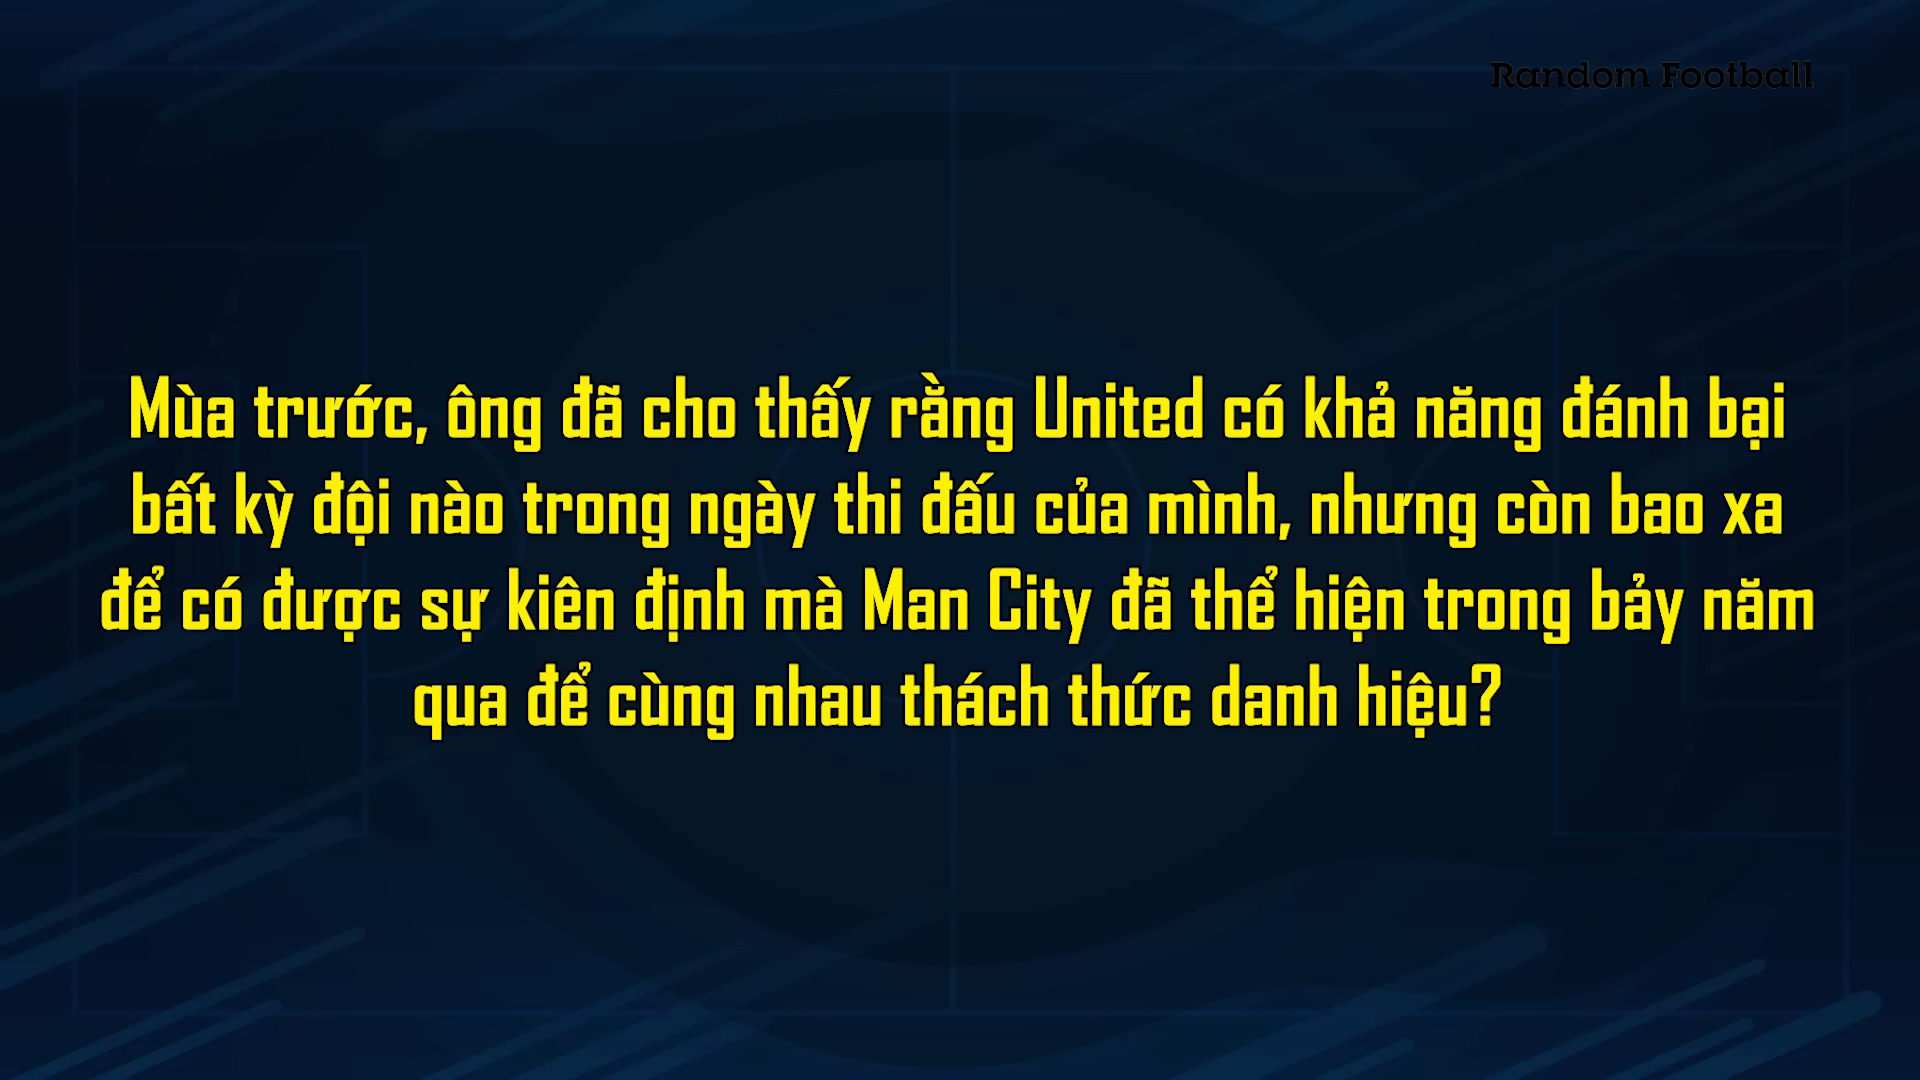 Random Football
Mùa trước, ông đã cho thấy rằng United có khả năng đánh bại
bất kỳ đội nào trong ngày thi đấu của mình, nhưng còn bao xa
để có được sự kiên định mà Man City đã thể hiện trong bảy năm
qua để cùng nhau thách thức danh hiệu?